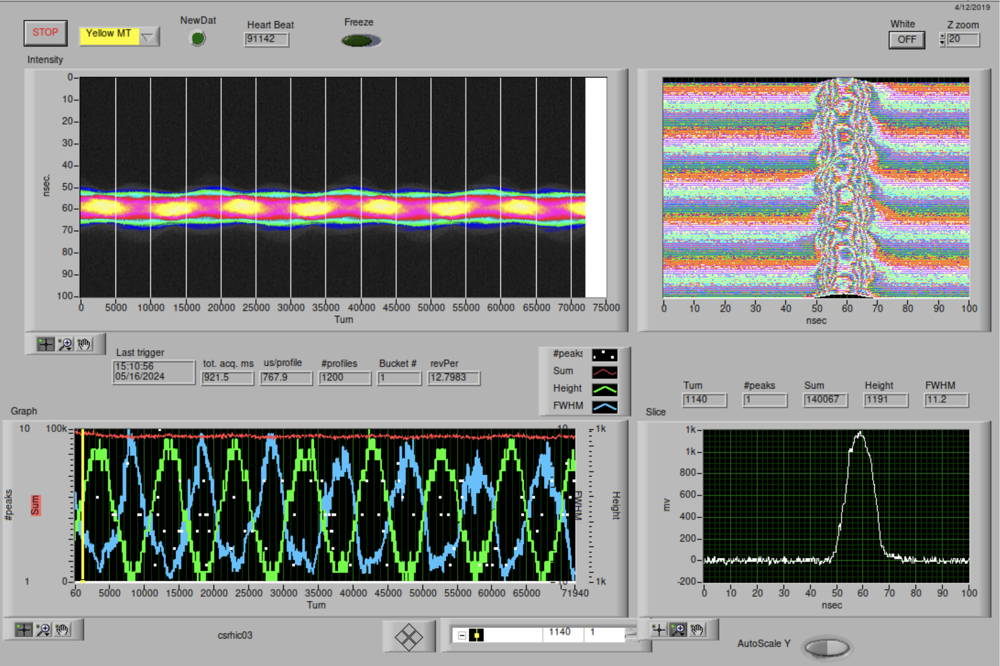 4/12/2019
STOP
Yellow MT
NewDat
Heart Beat
91142
Freeze
White
OFF
Z zoom
20
Intensity
nsec.
0
10
20
30
40
50
60
70
80
90
100
0 5000 10000 15000 20000 25000 30000 35000 40000 45000 50000 55000 60000 65000 70000 75000
Turn
0 10 20 30 40 50 60 70 80 90 100
nsec
Last trigger
15:10:56
05/16/2024
tot. acq. ms
921.5
us/profile
767.9
#profiles
1200
Bucket #
1
revPer
12.7983
#peaks
Sum
Height
FWHM
Turn
1140
#peaks
1
Sum
140067
Height
1191
FWHM
11.2
Graph
#peaks
10
1
Sum
100k
0
10
10
FWHM
1k
1k
Height
60 5000 10000 15000 20000 25000 30000 35000 40000 45000 50000 55000 60000 65000 71940
Turn
Slice
mv
1k
1k
800
600
400
200
0
-200
0 10 20 30 40 50 60 70 80 90 100
nsec
csrhic03
1140 1
AutoScale Y